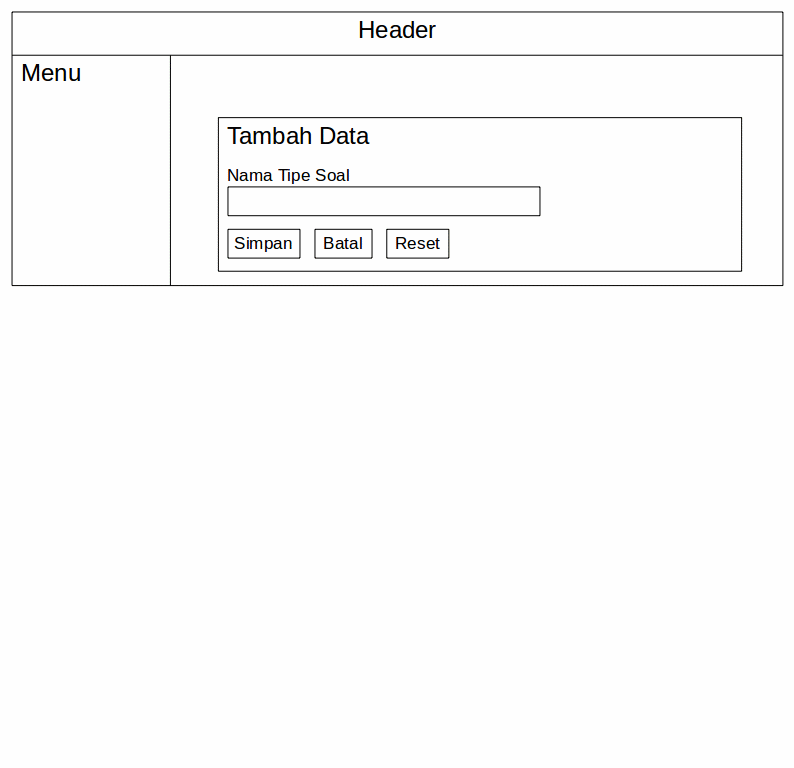 Header
Menu
Tambah Data
Nama Tipe Soal
Simpan Batal Reset